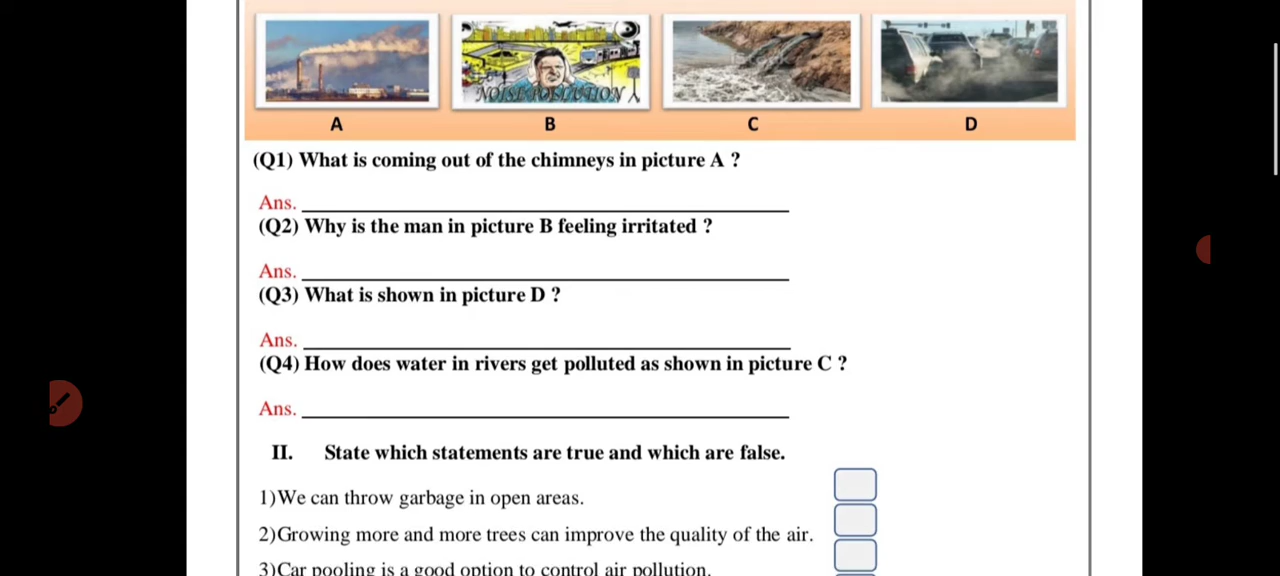 NOISE POLLUTION
A B C D
(Q1) What is coming out of the chimneys in picture A ?
Ans.
(Q2) Why is the man in picture B feeling irritated ?
Ans.
(Q3) What is shown in picture D ?
Ans.
(Q4) How does water in rivers get polluted as shown in picture C ?
Ans.
II. State which statements are true and which are false.
1)We can throw garbage in open areas.
2)Growing more and more trees can improve the quality of the air.
3)Car pooling is a good option to control air pollution.